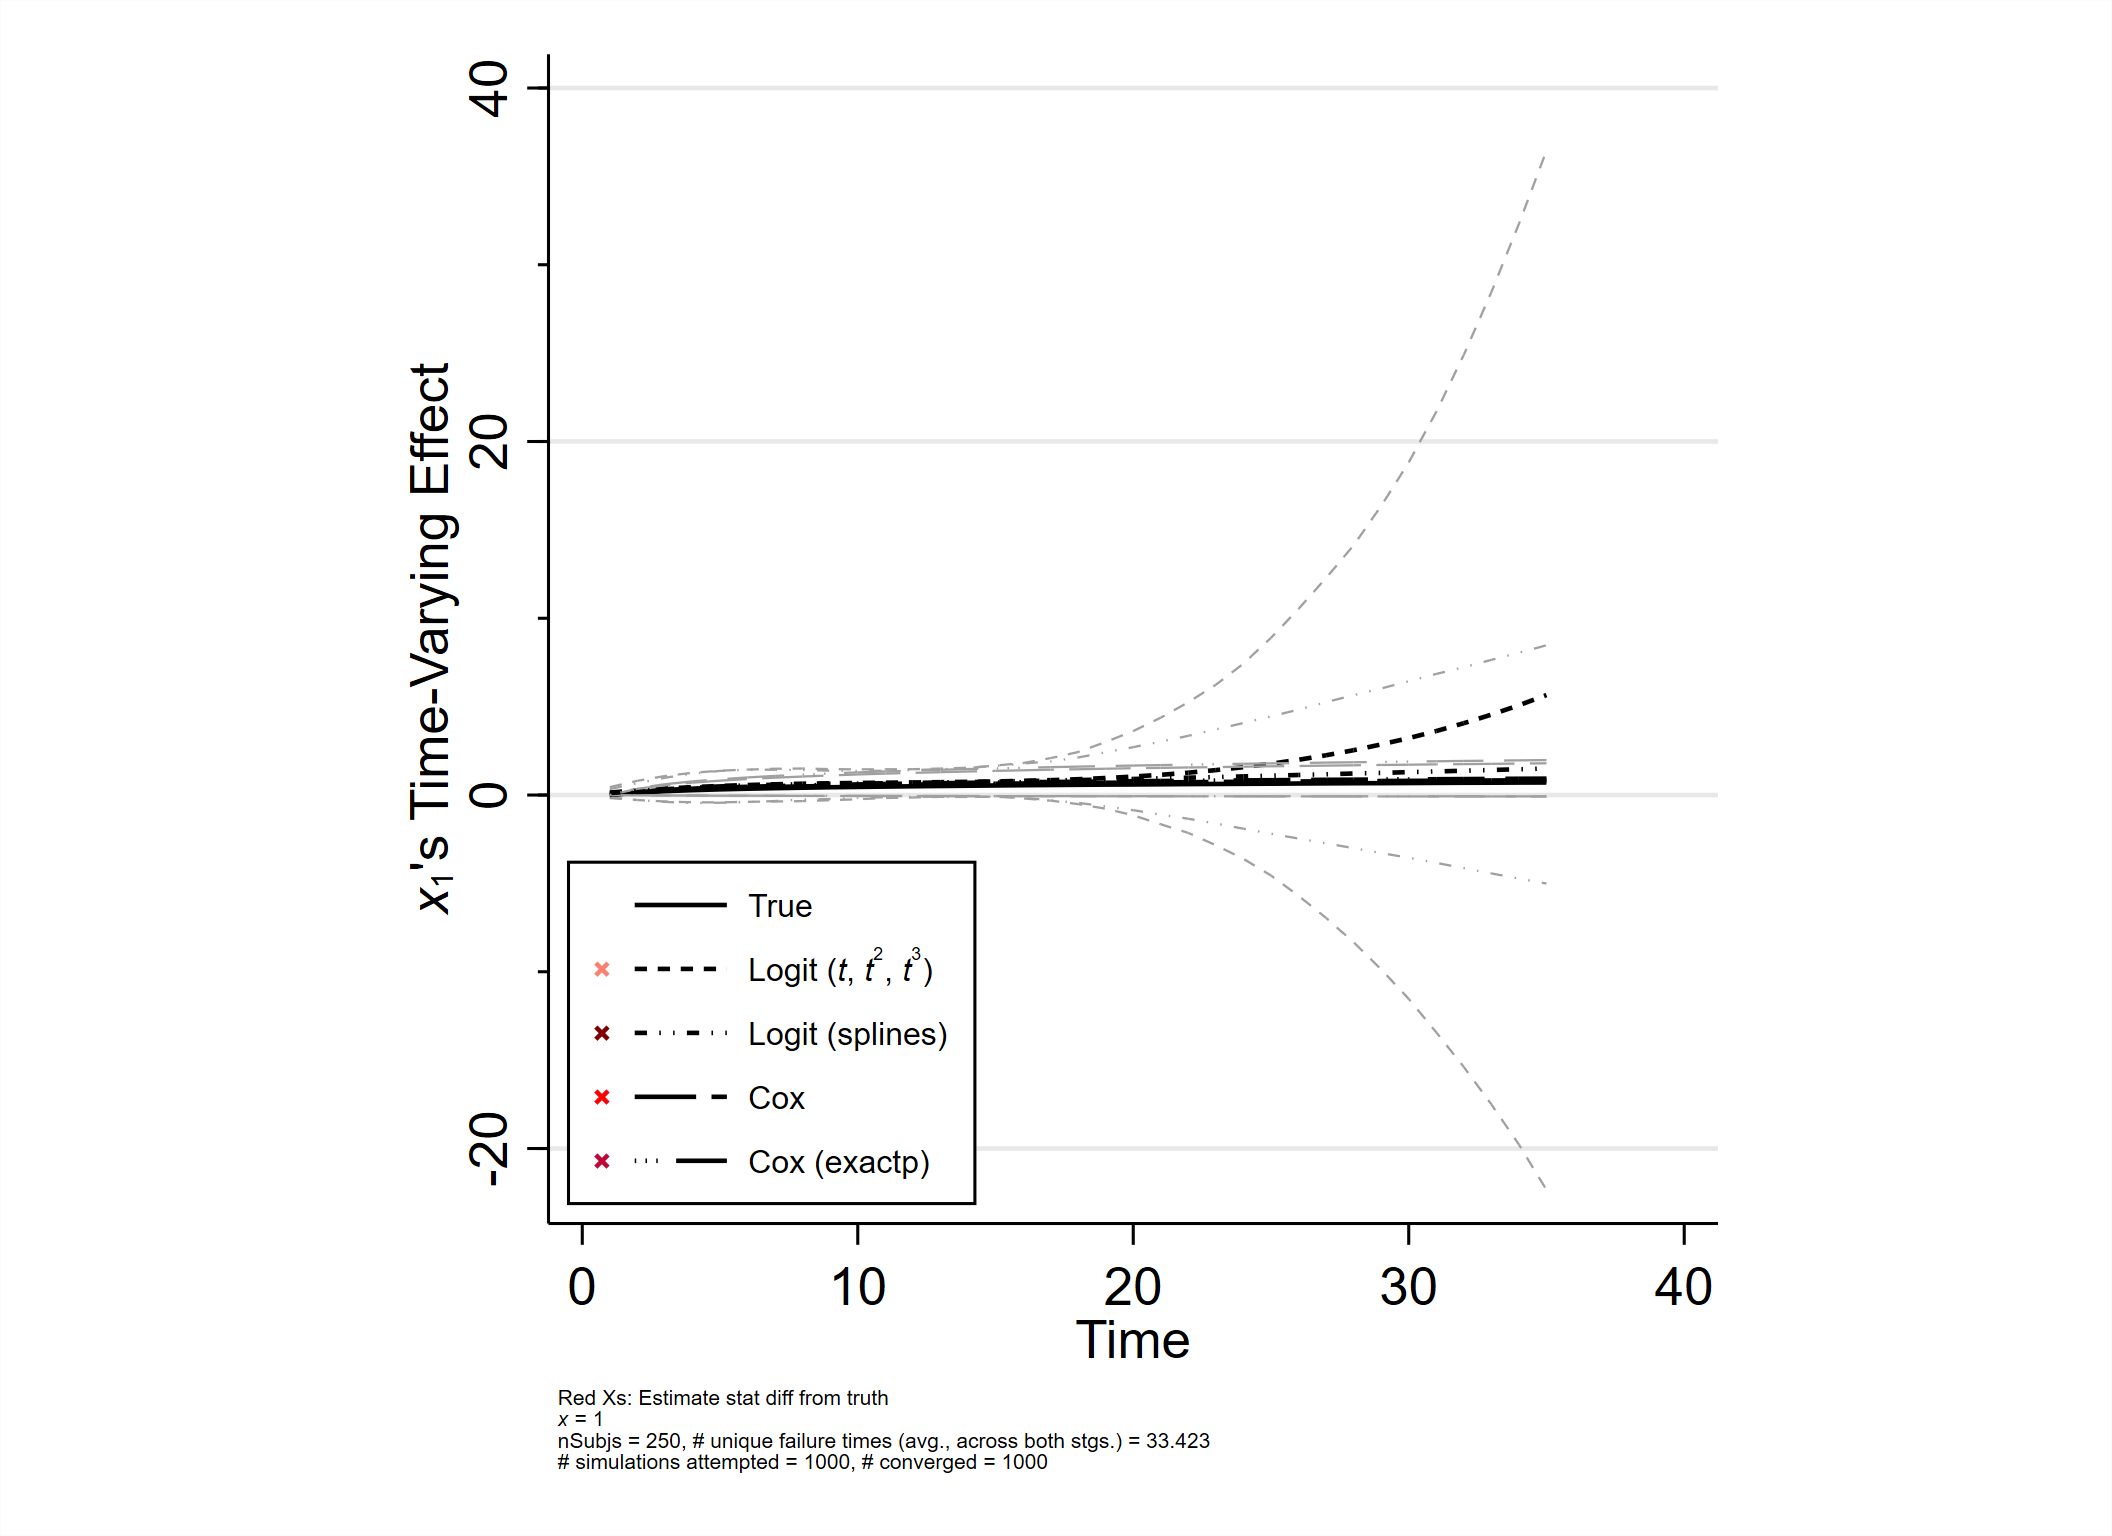 x₁'s Time-Varying Effect
40
20
0
-20
True
Logit (t, t², t³)
Logit (splines)
Cox
Cox (exactp)
0 10 20 30 40
Time
Red Xs: Estimate stat diff from truth
x = 1
nSubjs = 250, # unique failure times (avg., across both stgs.) = 33.423
# simulations attempted = 1000, # converged = 1000